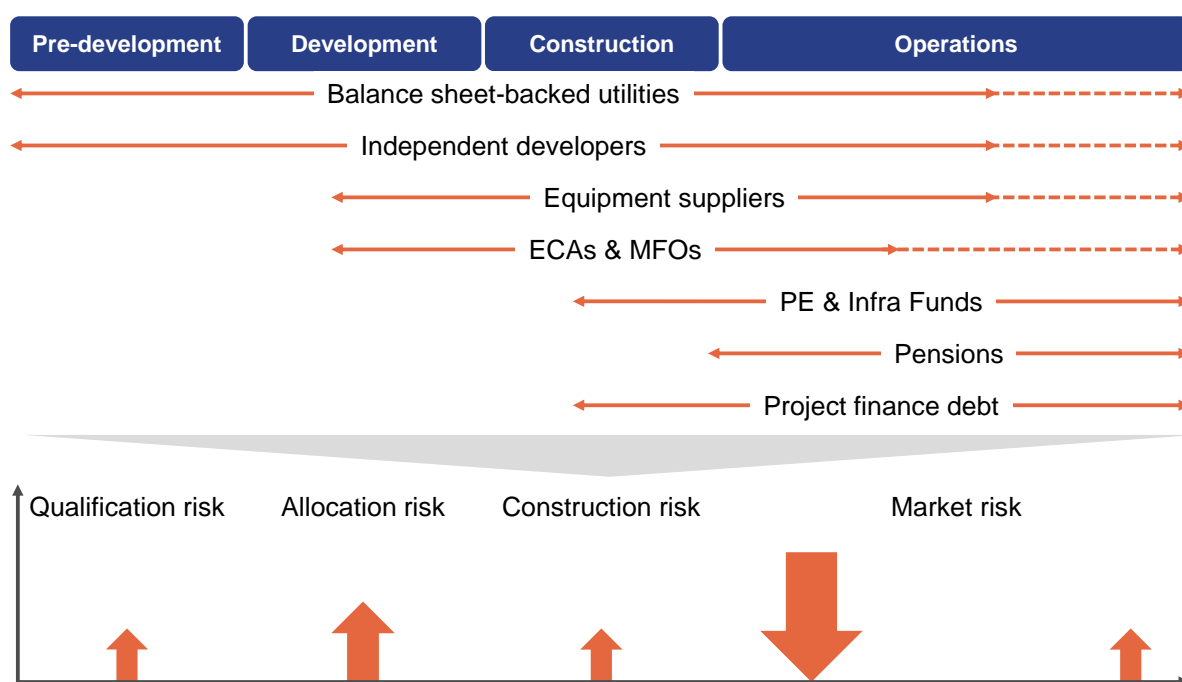 Pre-development
Development
Construction
Operations
Balance sheet-backed utilities
Independent developers
Equipment suppliers
ECAs & MFOs
PE & Infra Funds
Pensions
Project finance debt
Qualification risk
Allocation risk
Construction risk
Market risk